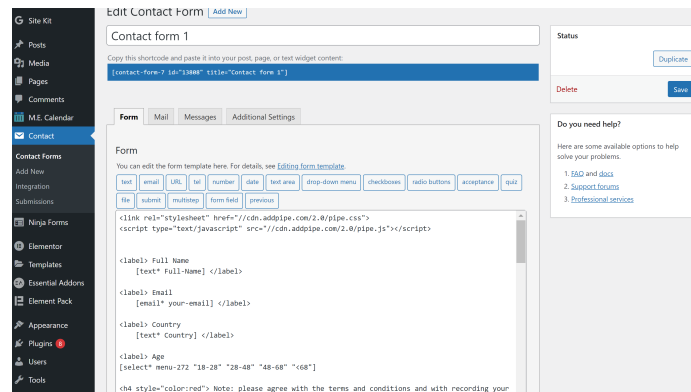 Site Kit
Posts
Media
Pages
Comments
M.E. Calendar
Contact
Contact Forms
Add New
Integration
Submissions
Ninja Forms
Elementor
Templates
Essential Addons
Element Pack
Appearance
Plugins 8
Users
Tools
Edit Contact Form Add New
Contact form 1
Copy this shortcode and paste it into your post, page, or text widget content:
[contact-form-7 id="13808" title="Contact form 1"]
Form Mail Messages Additional Settings
Form
You can edit the form template here. For details, see Editing form template.
text email URL tel number date text area drop-down menu checkboxes radio buttons acceptance quiz
file submit multistep form field previous
<link rel="stylesheet" href="//cdn.addpipe.com/2.0/pipe.css">
<script type="text/javascript" src="//cdn.addpipe.com/2.0/pipe.js"></script>
<label> Full Name
[text* Full-Name] </label>
<label> Email
[email* your-email] </label>
<label> Country
[text* Country] </label>
<label> Age
[select* menu-272 "18-28" "28-48" "48-68" "<68"]
<h4 style="color:red"> Note: please agree with the terms and conditions and with recording your
Status
Duplicate
Delete Save
Do you need help?
Here are some available options to help
solve your problems.
1. FAQ and docs
2. Support forums
3. Professional services